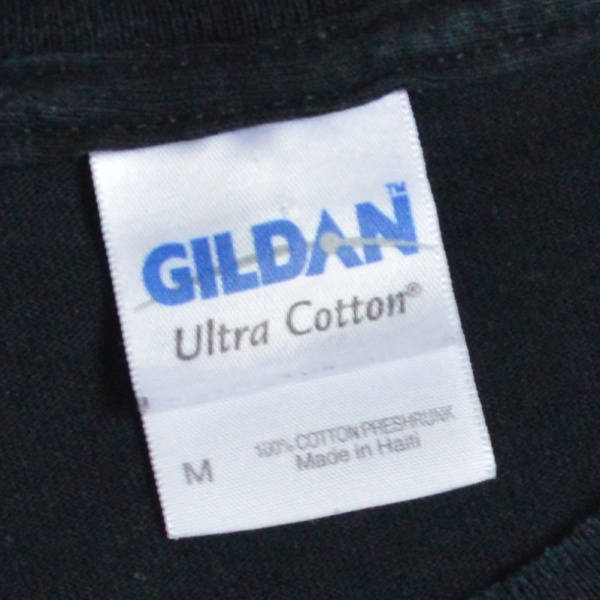 GILDAN™
Ultra Cotton®
M
100% COTTON PRESHRUNK
Made in Haiti